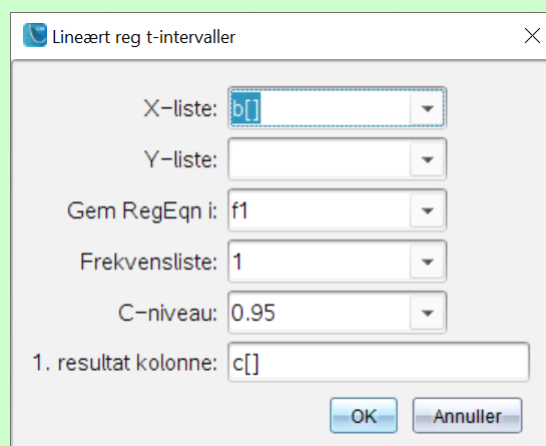 Lineært reg t-intervaller
X-liste: b[]
Y-liste:
Gem RegEqn i: f1
Frekvensliste: 1
C-niveau: 0.95
1. resultat kolonne: c[]
OK Annuller